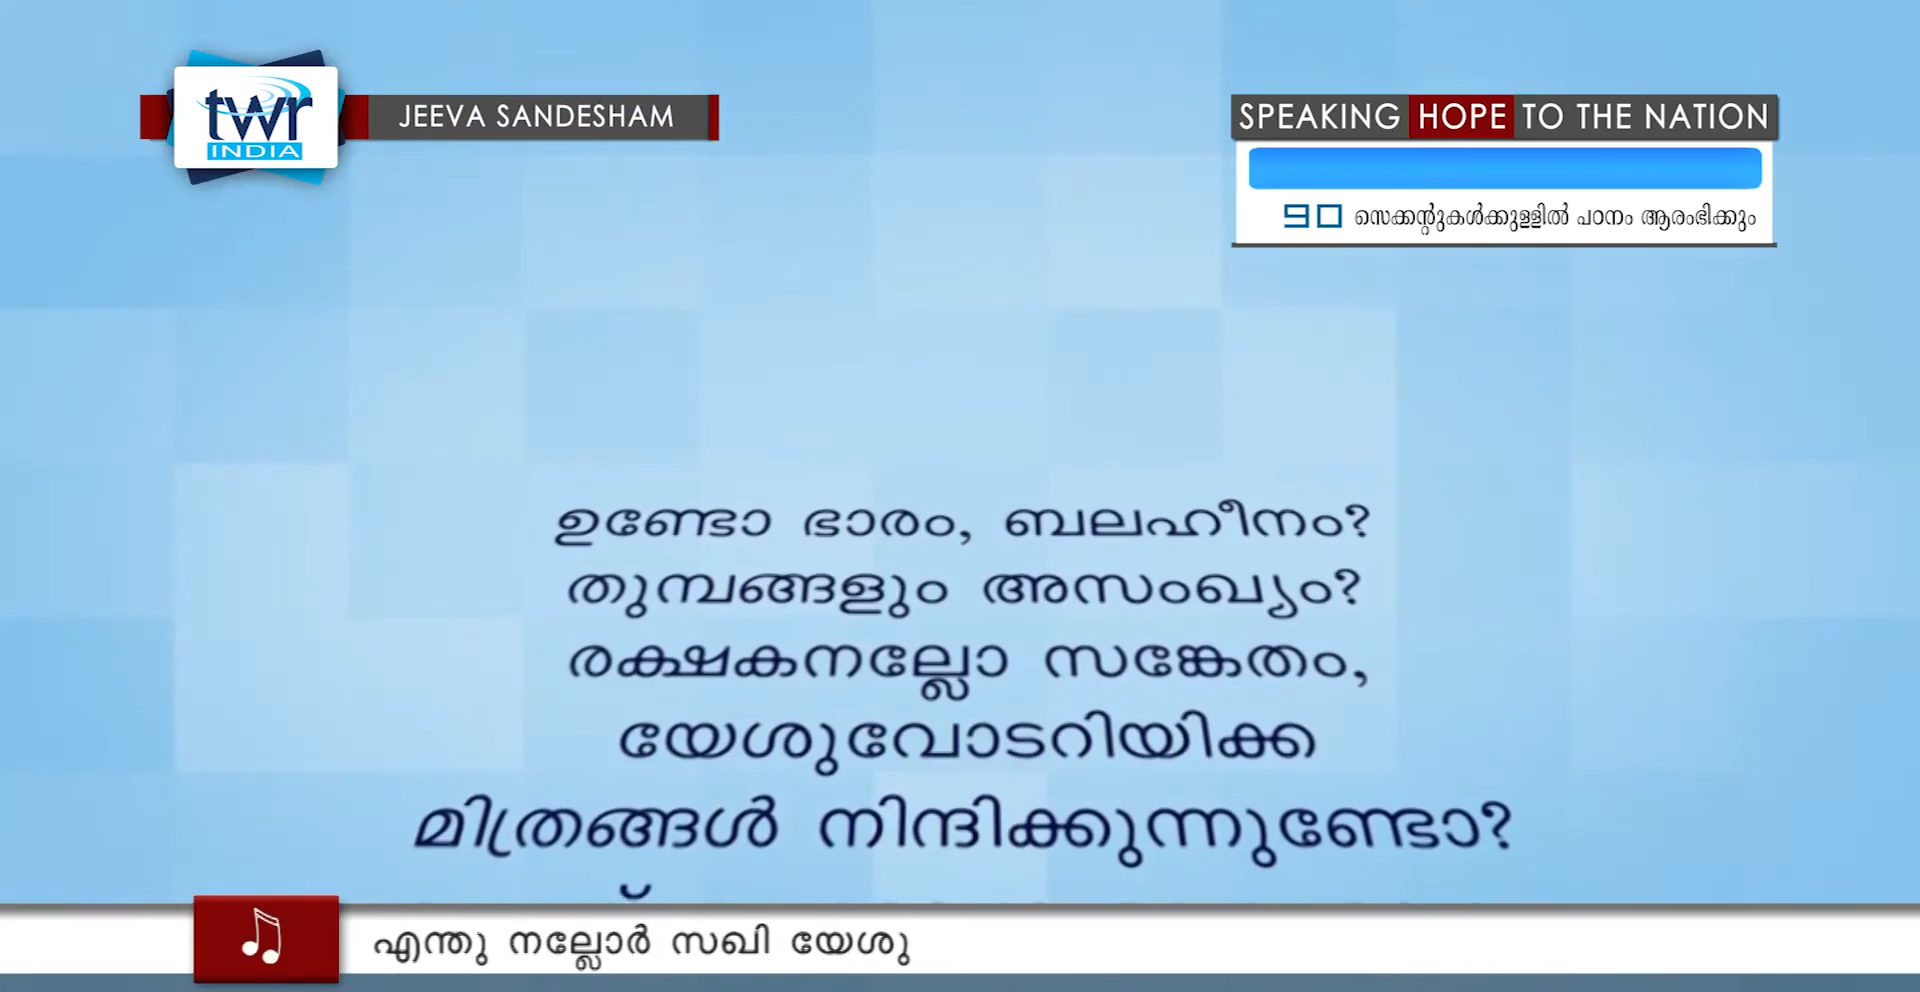 twr
INDIA
JEEVA SANDESHAM
SPEAKING HOPE TO THE NATION
90 സെക്കന്റുകൾക്കുള്ളിൽ പഠനം ആരംഭിക്കും
ഉണ്ടോ ഭാരം, ബലഹീനം?
തുമ്പങ്ങളും അസംഖ്യം?
രക്ഷകനല്ലോ സങ്കേതം,
യേശുവോടറിയിക്ക
മിത്രങ്ങൾ നിന്ദിക്കുന്നുണ്ടോ?
എന്തു നല്ലോർ സഖി യേശു